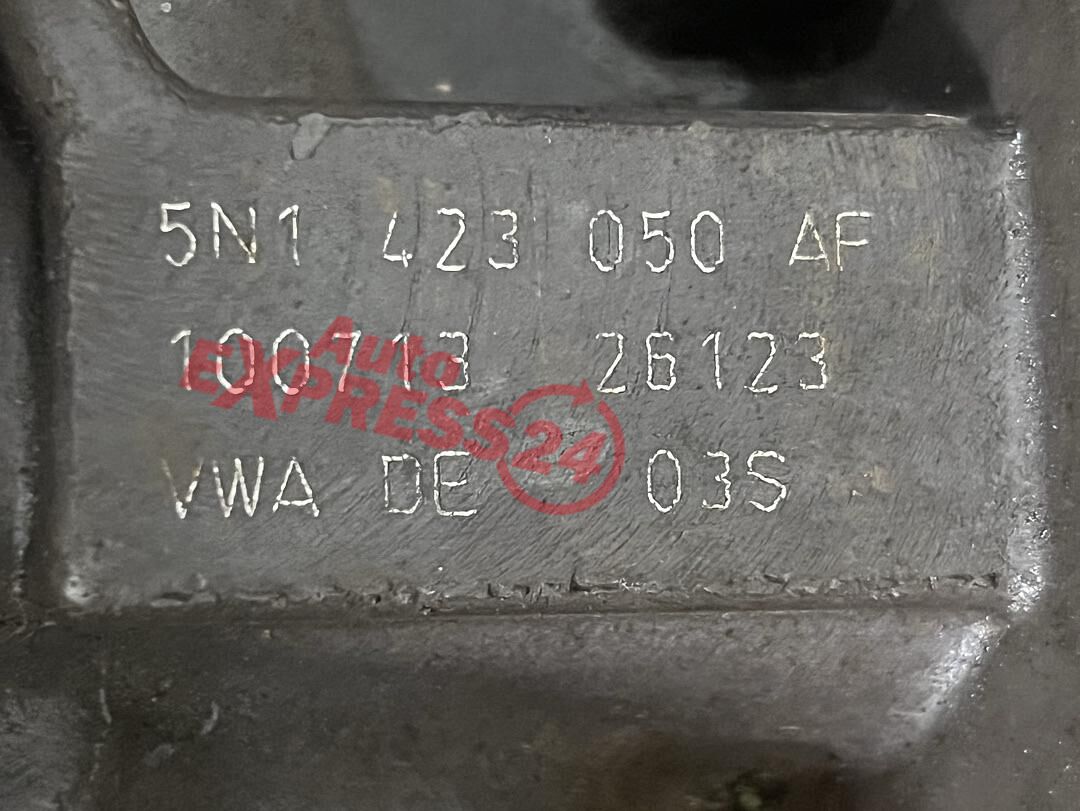 5N1 423 050 AF
100713 26123
Auto
EXPRESS24
VWA DE 03S